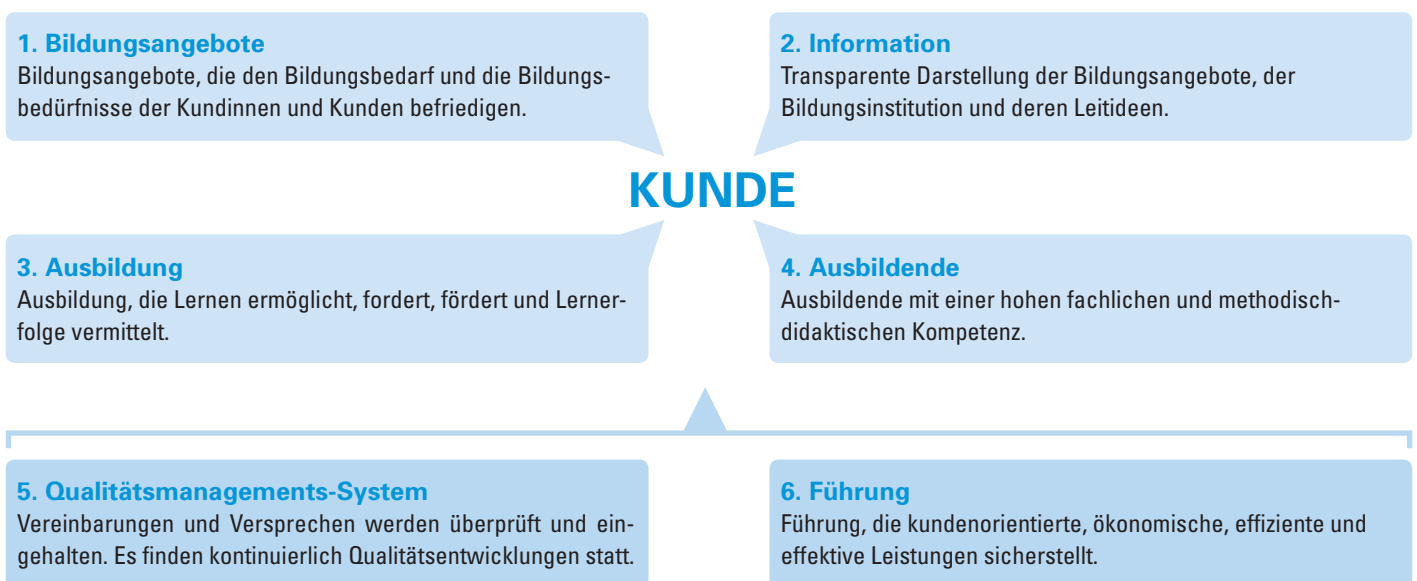 1. Bildungsangebote
Bildungsangebote, die den Bildungsbedarf und die Bildungs-
bedürfnisse der Kundinnen und Kunden befriedigen.
2. Information
Transparente Darstellung der Bildungsangebote, der
Bildungsinstitution und deren Leitideen.
KUNDE
3. Ausbildung
Ausbildung, die Lernen ermöglicht, fordert, fördert und Lerner-
folge vermittelt.
4. Ausbildende
Ausbildende mit einer hohen fachlichen und methodisch-
didaktischen Kompetenz.
5. Qualitätsmanagements-System
Vereinbarungen und Versprechen werden überprüft und ein-
gehalten. Es finden kontinuierlich Qualitätsentwicklungen statt.
6. Führung
Führung, die kundenorientierte, ökonomische, effiziente und
effektive Leistungen sicherstellt.